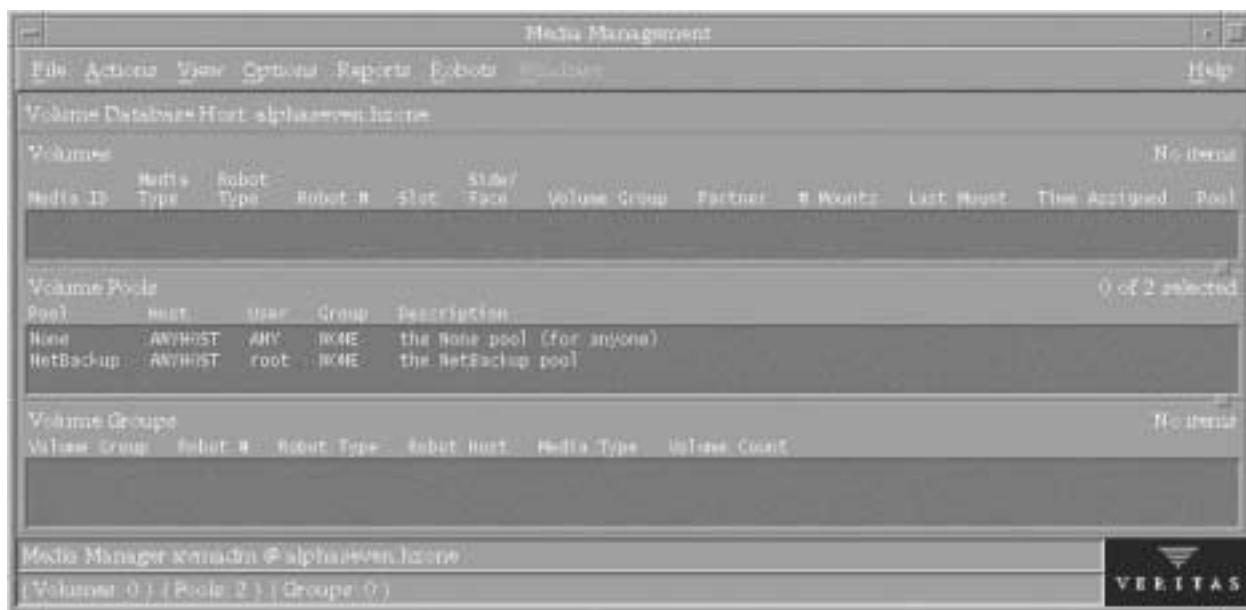 Media Management
File Actions View Options Reports Robots Windows Help
Volume Database Host: alphaseven.hzone
Volumes No items
Media Robot Side/
Media ID Type Type Robot # Slot Face Volume Group Partner # Mounts Last Mount Time Assigned Pool
Volume Pools 0 of 2 selected
Pool Host User Group Description
None ANYHOST ANY NONE the None pool (for anyone)
NetBackup ANYHOST root NONE the NetBackup pool
Volume Groups No items
Volume Group Robot # Robot Type Robot Host Media Type Volume Count
Media Manager xvmadm @ alphaseven.hzone
( Volumes: 0 ) ( Pools: 2 ) ( Groups: 0 )
VERITAS